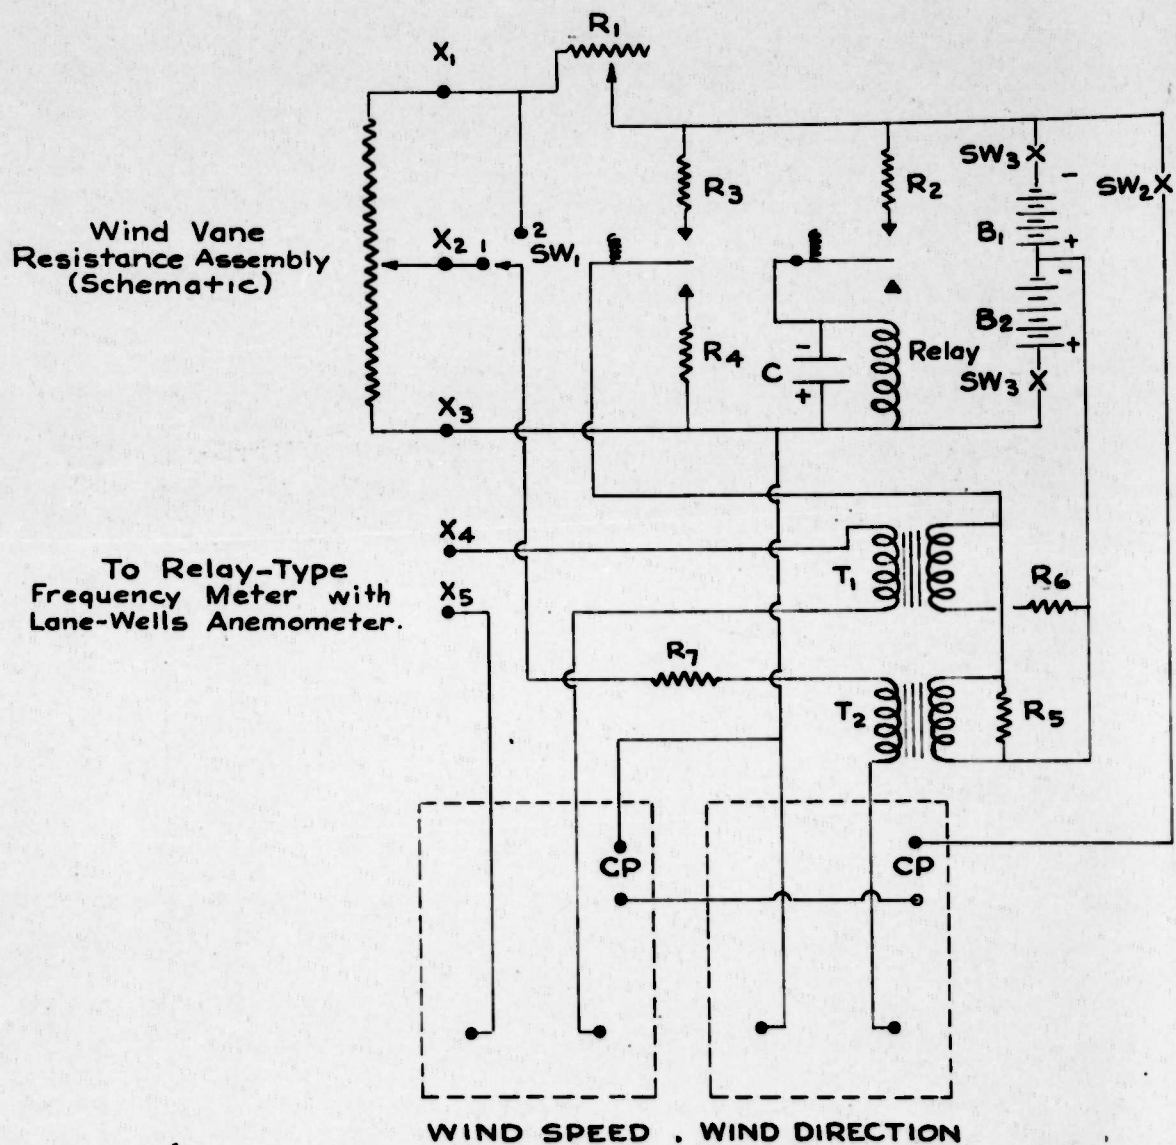 R1
X1
SW3
-
R3
R2
SW2
B1
+
Wind Vane
Resistance Assembly
(Schematic)
X2 1
2
SW1
-
B2
+
R4
C
-
+
Relay
SW3
X3
X4
To Relay-Type
Frequency Meter with
Lane-Wells Anemometer.
X5
T1
R6
R7
T2
R5
CP
CP
WIND SPEED . WIND DIRECTION